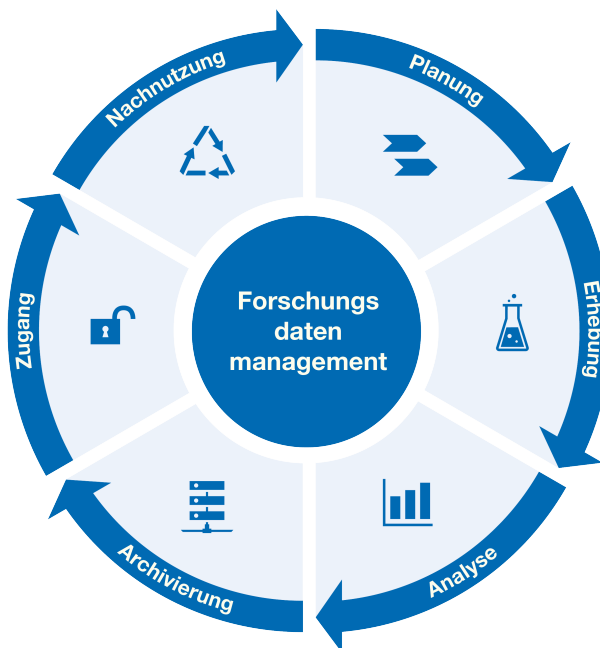 Forschungs
daten
management
Planung
Erhebung
Analyse
Archivierung
Zugang
Nachnutzung